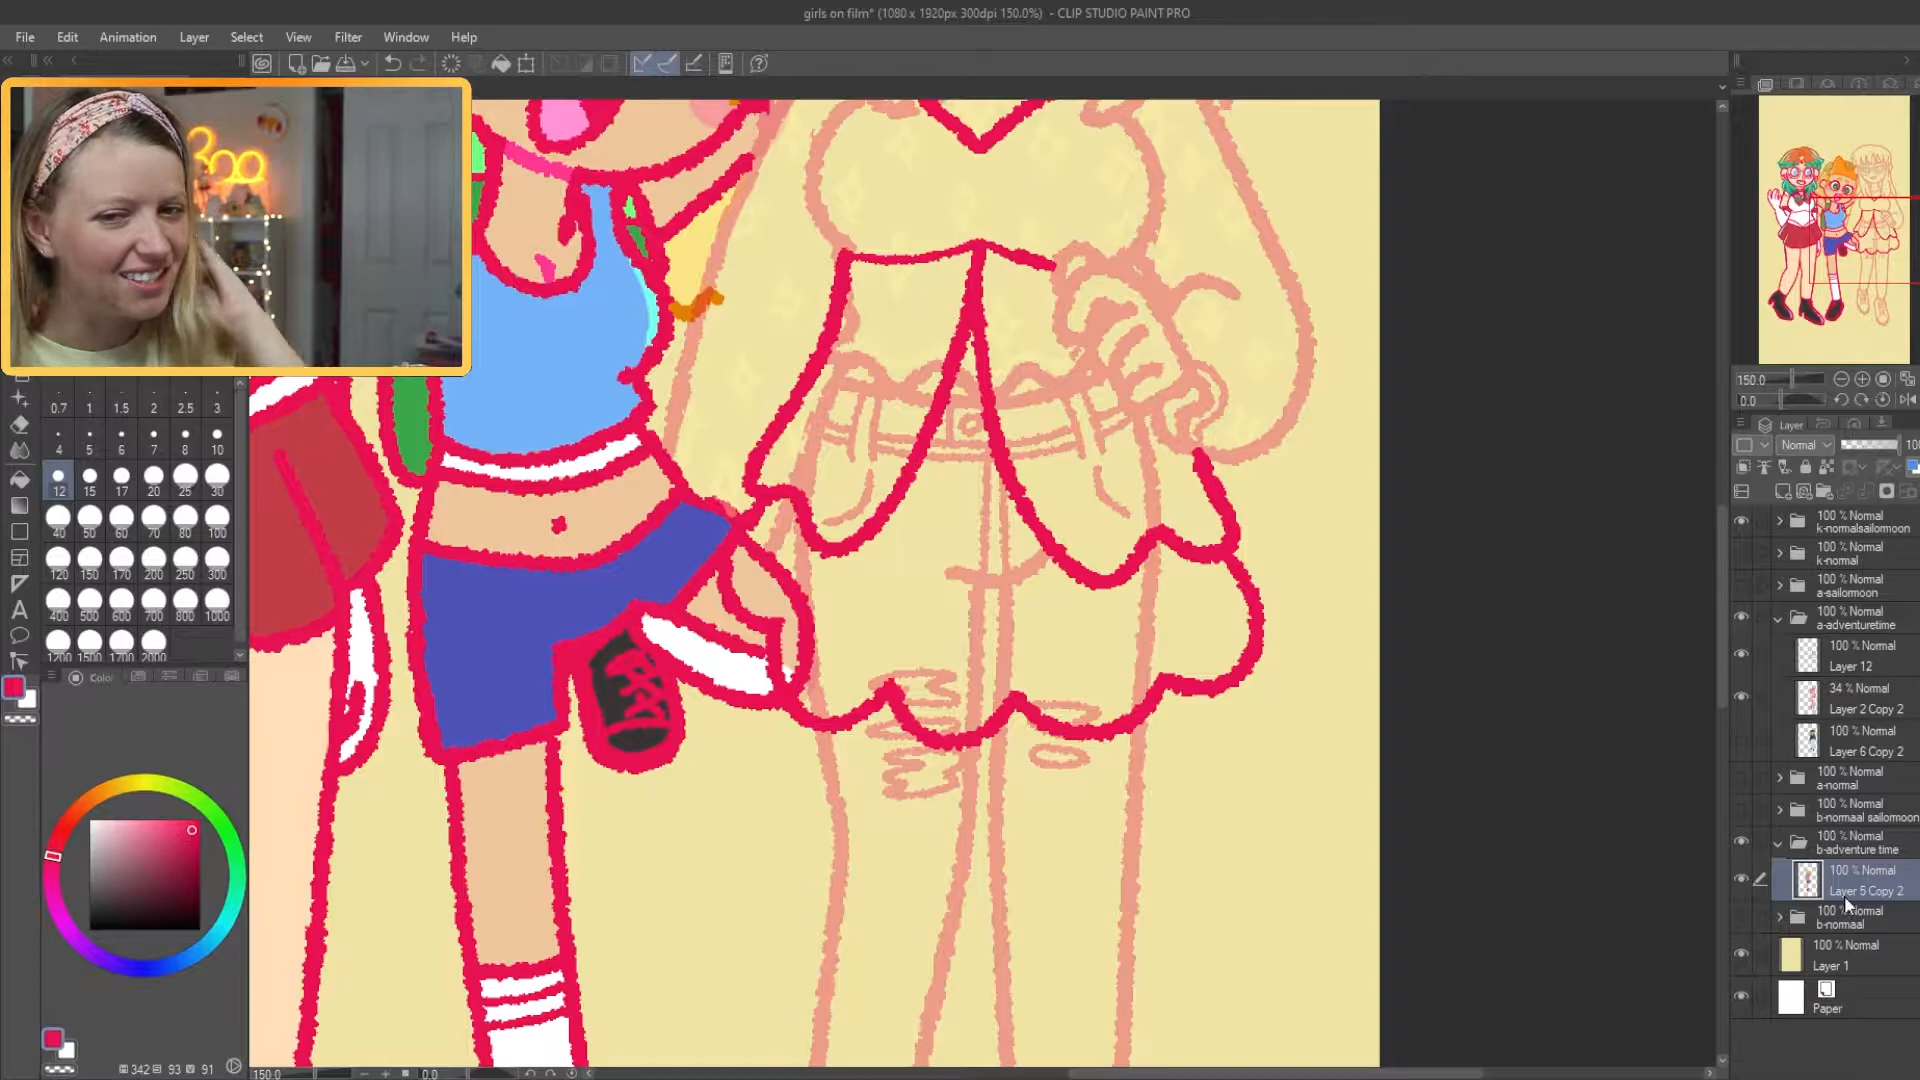 girls on film* (1080 x 1920px 300dpi 150.0%) - CLIP STUDIO PAINT PRO
File Edit Animation Layer Select View Filter Window Help
300
0.7 1 1.5 2 2.5 3
4 5 6 7 8 10
12 15 17 20 25 30
40 50 60 70 80 100
120 150 170 200 250 300
400 500 600 700 800 1000
1200 1500 1700 2000
Colo
342 93 91
150.0 0.0
150.0
0.0
Layer
Normal 100
100 % Normal
k-normalsailormoon
100 % Normal
k-normal
100 % Normal
a-sailormoon
100 % Normal
a-adventuretime
100 % Normal
Layer 12
34 % Normal
Layer 2 Copy 2
100 % Normal
Layer 6 Copy 2
100 % Normal
a-normal
100 % Normal
b-normaal sailormoon
100 % Normal
b-adventure time
100 % Normal
Layer 5 Copy 2
100 % Normal
b-normaal
100 % Normal
Layer 1
Paper